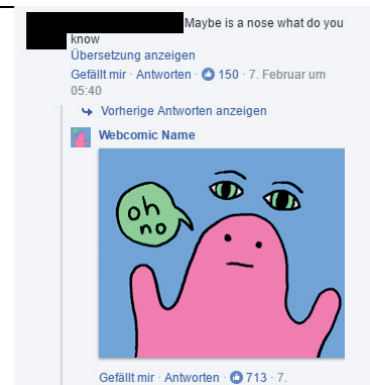 Maybe is a nose what do you
know
Übersetzung anzeigen
Gefällt mir · Antworten · 150 · 7. Februar um
05:40
Vorherige Antworten anzeigen
Webcomic Name
oh
no
Gefällt mir · Antworten · 713 · 7.